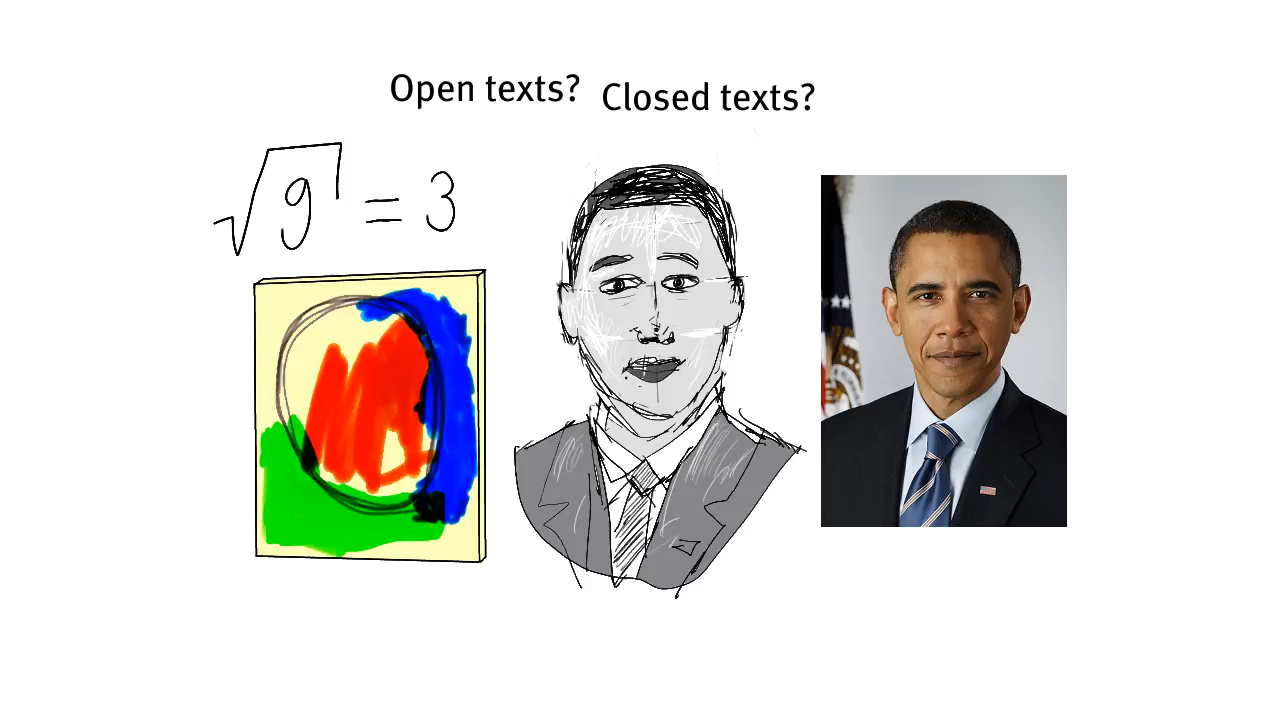 Open texts? Closed texts?
√9 = 3